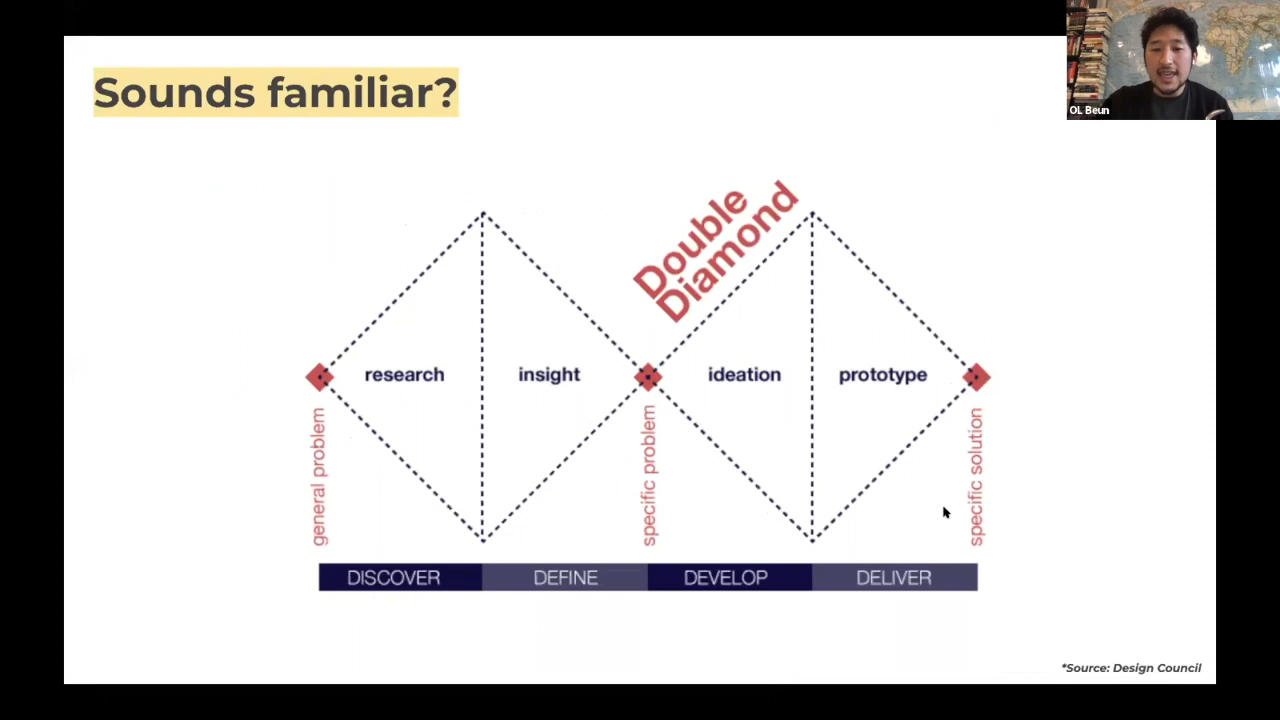 Sounds familiar?
OL Beun
Double
Diamond
research
insight
ideation
prototype
general problem
specific problem
specific solution
DISCOVER
DEFINE
DEVELOP
DELIVER
*Source: Design Council